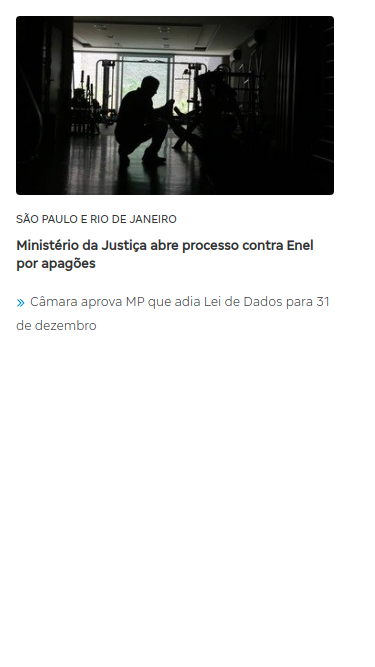 SÃO PAULO E RIO DE JANEIRO
Ministério da Justiça abre processo contra Enel
por apagões
» Câmara aprova MP que adia Lei de Dados para 31
de dezembro